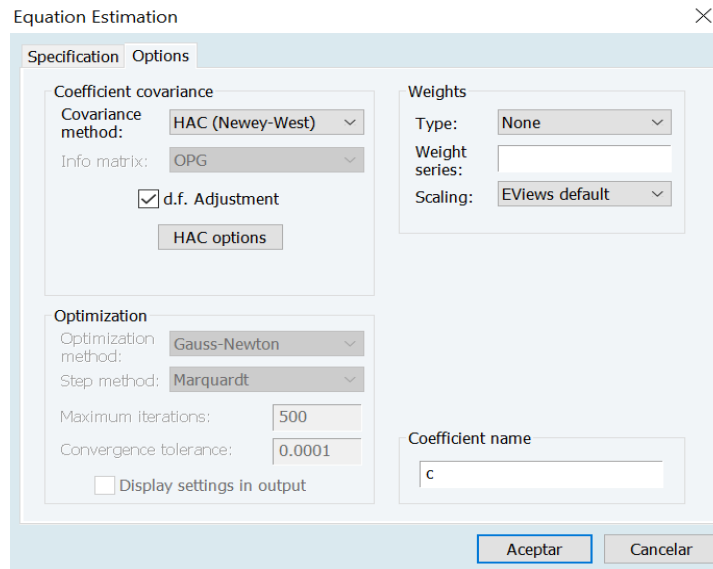 Equation Estimation
Specification Options
Coefficient covariance
Covariance method: HAC (Newey-West)
Info matrix: OPG
d.f. Adjustment
HAC options
Weights
Type: None
Weight series:
Scaling: EViews default
Optimization
Optimization method: Gauss-Newton
Step method: Marquardt
Maximum iterations: 500
Convergence tolerance: 0.0001
Display settings in output
Coefficient name
c
Aceptar Cancelar